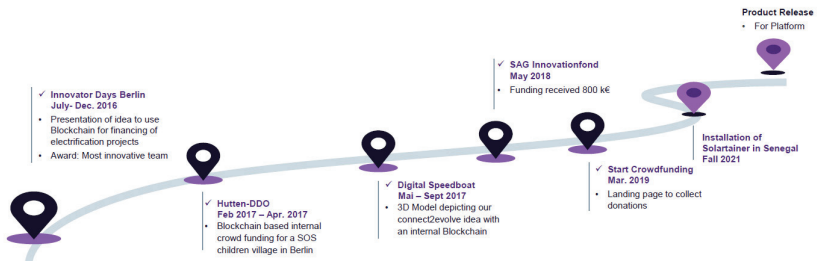 ✓ Innovator Days Berlin
July- Dec. 2016
• Presentation of idea to use
Blockchain for financing of
electrification projects
• Award: Most innovative team
✓ Hutten-DDO
Feb 2017 – Apr. 2017
• Blockchain based internal
crowd funding for a SOS
children village in Berlin
✓ Digital Speedboat
Mai – Sept 2017
• 3D Model depicting our
connect2evolve idea with
an internal Blockchain
✓ SAG Innovationfond
May 2018
• Funding received 800 k€
✓ Start Crowdfunding
Mar. 2019
• Landing page to collect
donations
Installation of
Solartainer in Senegal
Fall 2021
Product Release
• For Platform